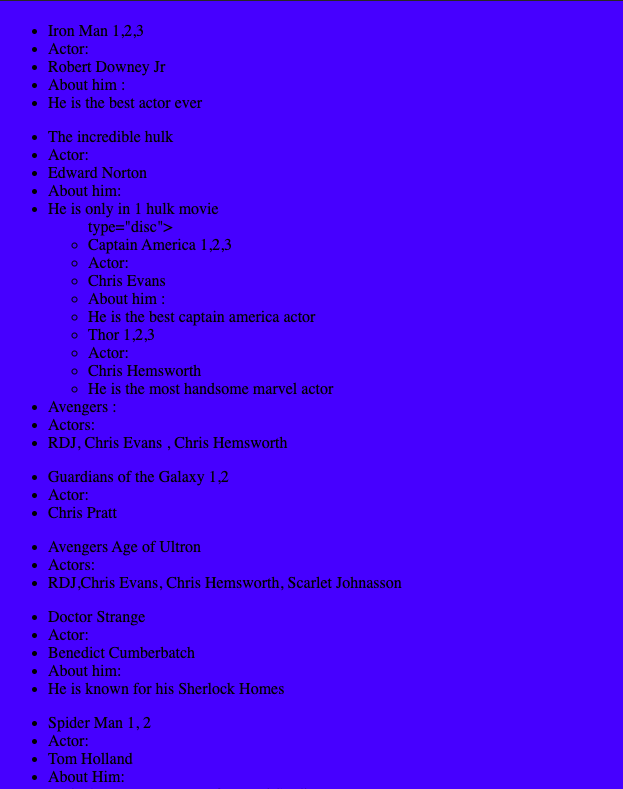 Iron Man 1,2,3
Actor:
Robert Downey Jr
About him :
He is the best actor ever
The incredible hulk
Actor:
Edward Norton
About him:
He is only in 1 hulk movie
type="disc">
Captain America 1,2,3
Actor:
Chris Evans
About him :
He is the best captain america actor
Thor 1,2,3
Actor:
Chris Hemsworth
He is the most handsome marvel actor
Avengers :
Actors:
RDJ, Chris Evans , Chris Hemsworth
Guardians of the Galaxy 1,2
Actor:
Chris Pratt
Avengers Age of Ultron
Actors:
RDJ,Chris Evans, Chris Hemsworth, Scarlet Johnasson
Doctor Strange
Actor:
Benedict Cumberbatch
About him:
He is known for his Sherlock Homes
Spider Man 1, 2
Actor:
Tom Holland
About Him: